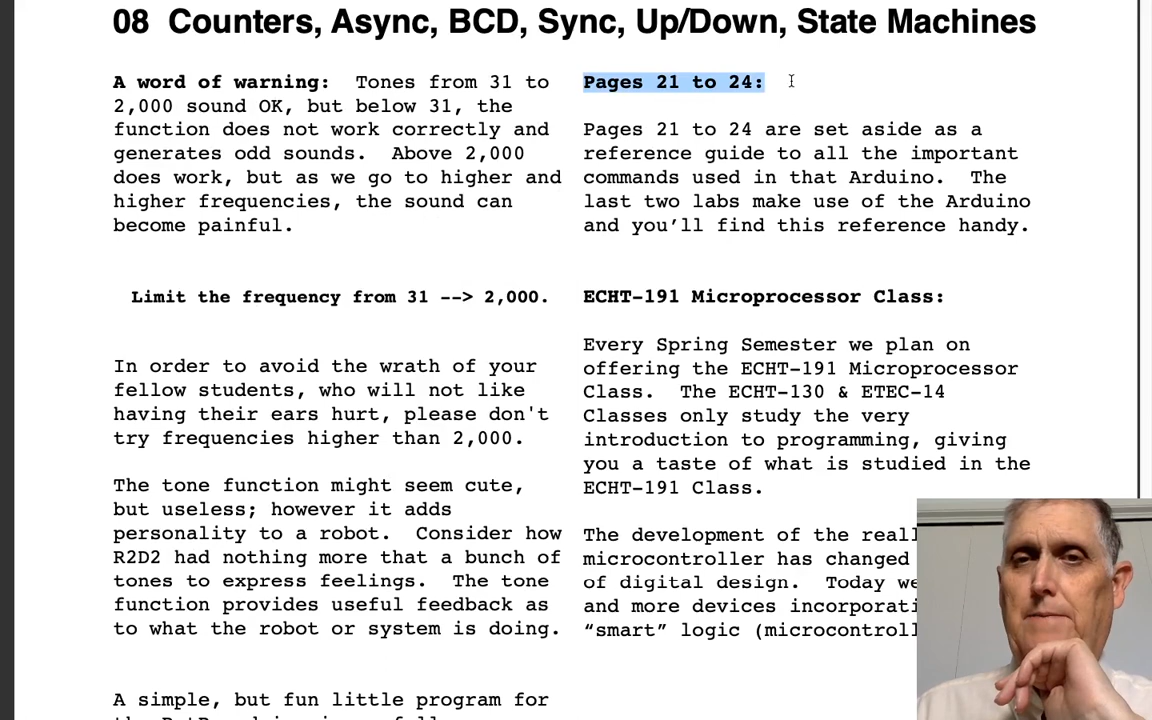 08 Counters, Async, BCD, Sync, Up/Down, State Machines
A word of warning: Tones from 31 to
2,000 sound OK, but below 31, the
function does not work correctly and
generates odd sounds. Above 2,000
does work, but as we go to higher and
higher frequencies, the sound can
become painful.
Limit the frequency from 31 --> 2,000.
In order to avoid the wrath of your
fellow students, who will not like
having their ears hurt, please don't
try frequencies higher than 2,000.
The tone function might seem cute,
but useless; however it adds
personality to a robot. Consider how
R2D2 had nothing more that a bunch of
tones to express feelings. The tone
function provides useful feedback as
to what the robot or system is doing.
A simple, but fun little program for
Pages 21 to 24:
Pages 21 to 24 are set aside as a
reference guide to all the important
commands used in that Arduino. The
last two labs make use of the Arduino
and you’ll find this reference handy.
ECHT-191 Microprocessor Class:
Every Spring Semester we plan on
offering the ECHT-191 Microprocessor
Class. The ECHT-130 & ETEC-14
Classes only study the very
introduction to programming, giving
you a taste of what is studied in the
ECHT-191 Class.
The development of the reall
microcontroller has changed
of digital design. Today we
and more devices incorporati
“smart” logic (microcontroll